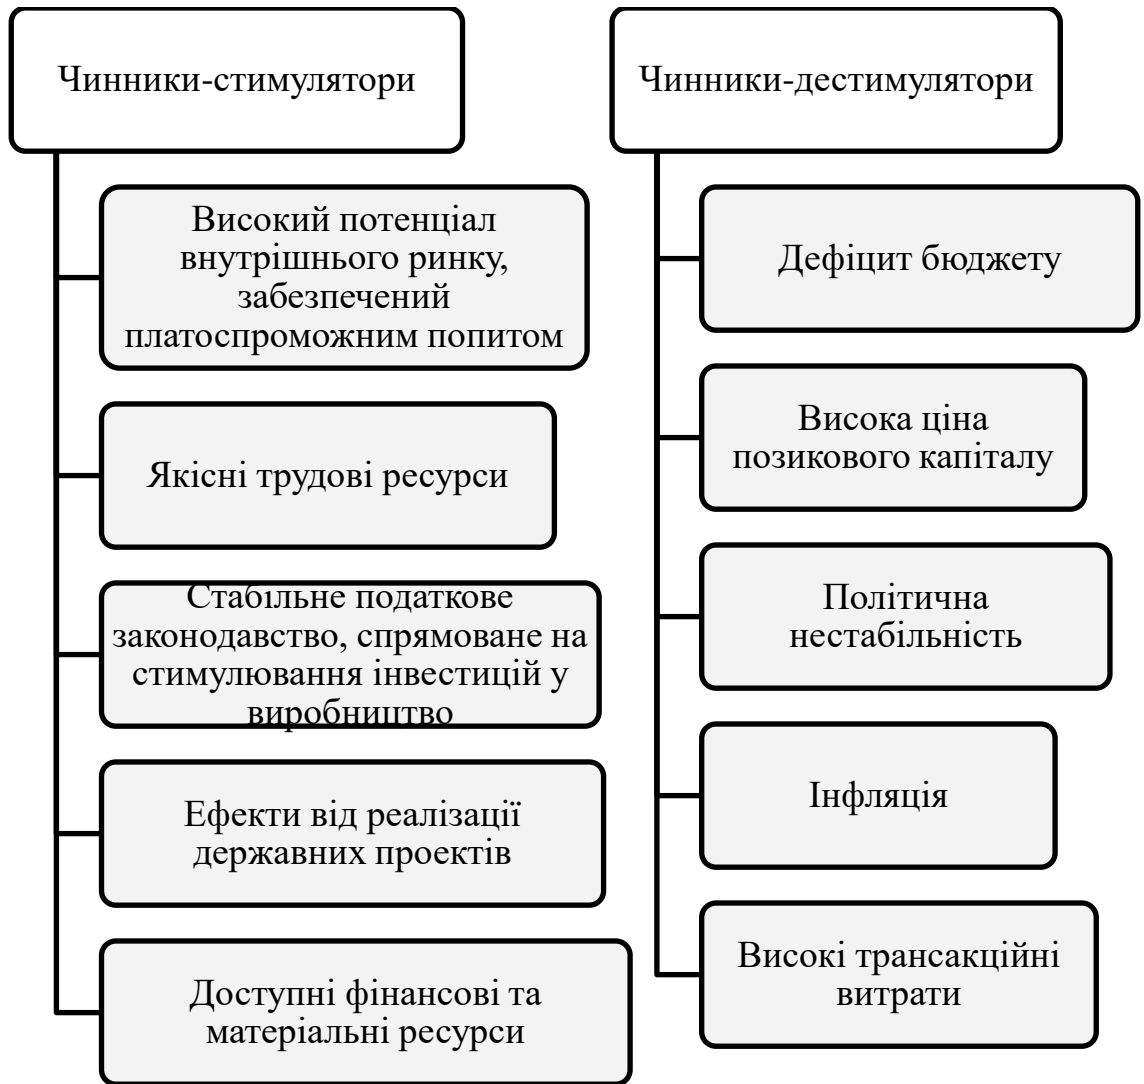 Чинники-стимулятори
Високий потенціал
внутрішнього ринку,
забезпечений
платоспроможним попитом
Якісні трудові ресурси
Стабільне податкове
законодавство, спрямоване на
стимулювання інвестицій у
виробництво
Ефекти від реалізації
державних проектів
Доступні фінансові та
матеріальні ресурси
Чинники-дестимулятори
Дефіцит бюджету
Висока ціна
позикового капіталу
Політична
нестабільність
Інфляція
Високі трансакційні
витрати